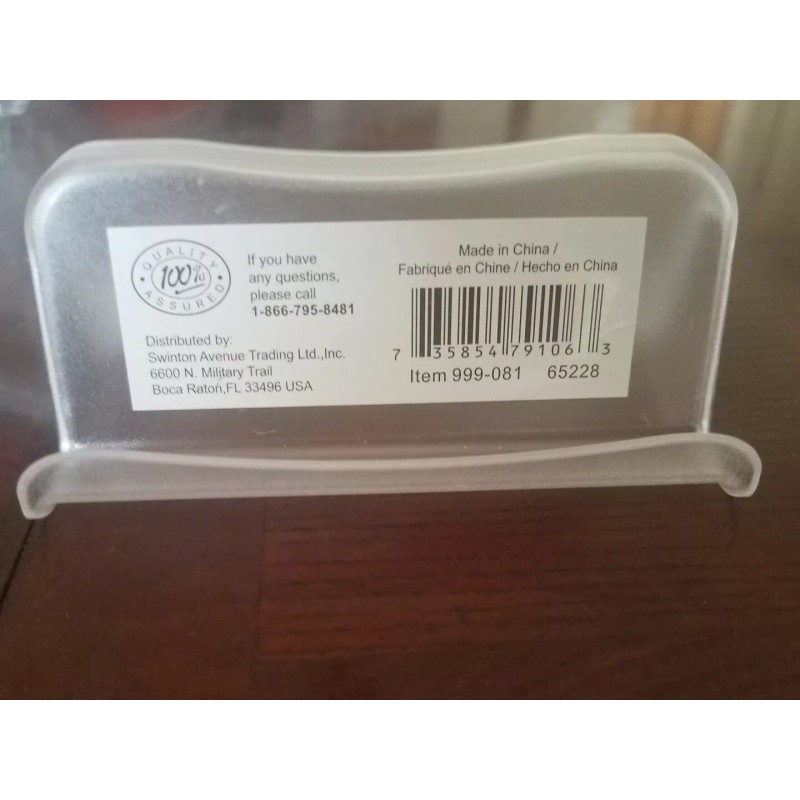 QUALITY
100%
ASSURED
If you have
any questions,
please call
1-866-795-8481
Distributed by:
Swinton Avenue Trading Ltd.,Inc.
6600 N. Military Trail
Boca Raton,FL 33496 USA
Made in China /
Fabriqué en Chine / Hecho en China
7 35854 79106 3
Item 999-081 65228